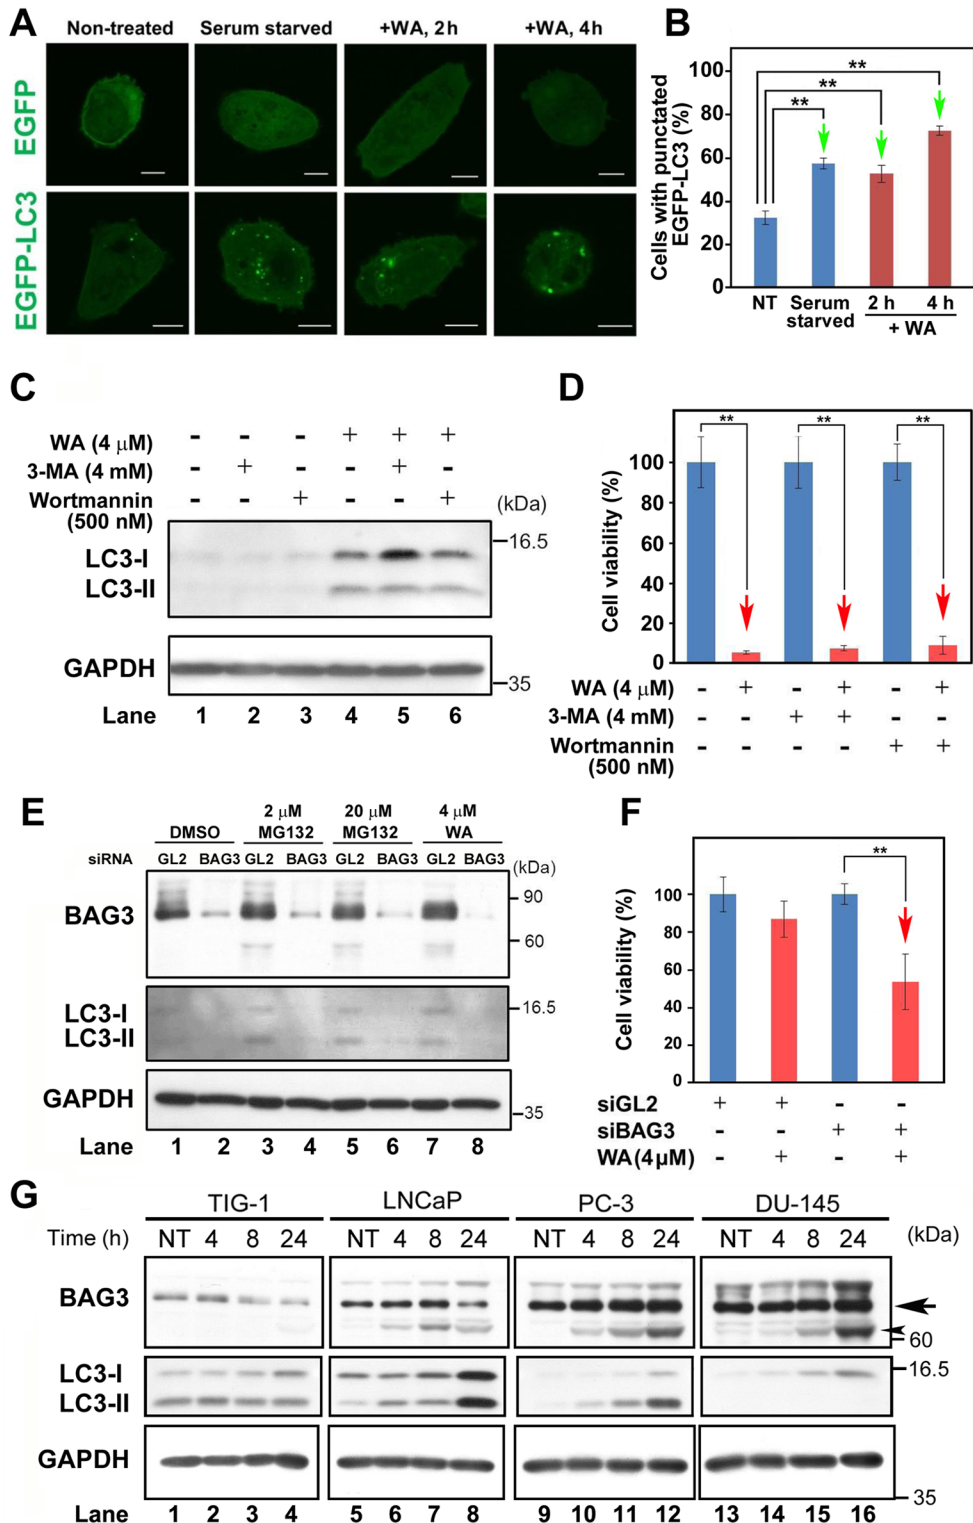 A
Non-treated Serum starved +WA, 2h +WA, 4h
EGFP
EGFP-LC3
B
Cells with punctated
EGFP-LC3 (%)
100
80
60
40
20
0
** ** **
NT Serum starved 2 h 4 h
+ WA
C
WA (4 μM) - - - + + +
3-MA (4 mM) - + - - + -
Wortmannin (500 nM) - - + - - +
(kDa)
LC3-I
LC3-II
16.5
GAPDH
35
Lane 1 2 3 4 5 6
D
Cell viability (%)
100
80
60
40
20
0
** ** **
WA (4 μM) - + - + - +
3-MA (4 mM) - - + + - -
Wortmannin (500 nM) - - - - + +
E
DMSO 2 μM MG132 20 μM MG132 4 μM WA
siRNA GL2 BAG3 GL2 BAG3 GL2 BAG3 GL2 BAG3 (kDa)
BAG3
90
60
LC3-I
LC3-II
16.5
GAPDH
35
Lane 1 2 3 4 5 6 7 8
F
Cell viability (%)
100
80
60
40
20
0
**
siGL2 + + - -
siBAG3 - - + +
WA(4μM) - + - +
G
TIG-1 LNCaP PC-3 DU-145
Time (h) NT 4 8 24 NT 4 8 24 NT 4 8 24 NT 4 8 24 (kDa)
BAG3
60
LC3-I
LC3-II
16.5
GAPDH
35
Lane 1 2 3 4 5 6 7 8 9 10 11 12 13 14 15 16